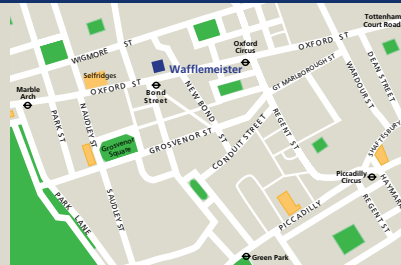 Tottenham
Court Road
WIGMORE ST
Oxford
Circus
OXFORD ST
Wafflemeister
Selfridges
OXFORD ST
Bond
Street
Marble
Arch
GT MARLBOROUGH ST
DEAN STREET
WARDOUR ST
NEW BOND ST
PARK ST
N AUDLEY ST
Grosvenor
Square
GROSVENOR ST
CONDUIT STREET
REGENT ST
SHAFTESBURY
Piccadilly
Circus
HAYMAR
REGENT ST
PICCADILLY
S AUDLEY ST
PARK LANE
Green Park